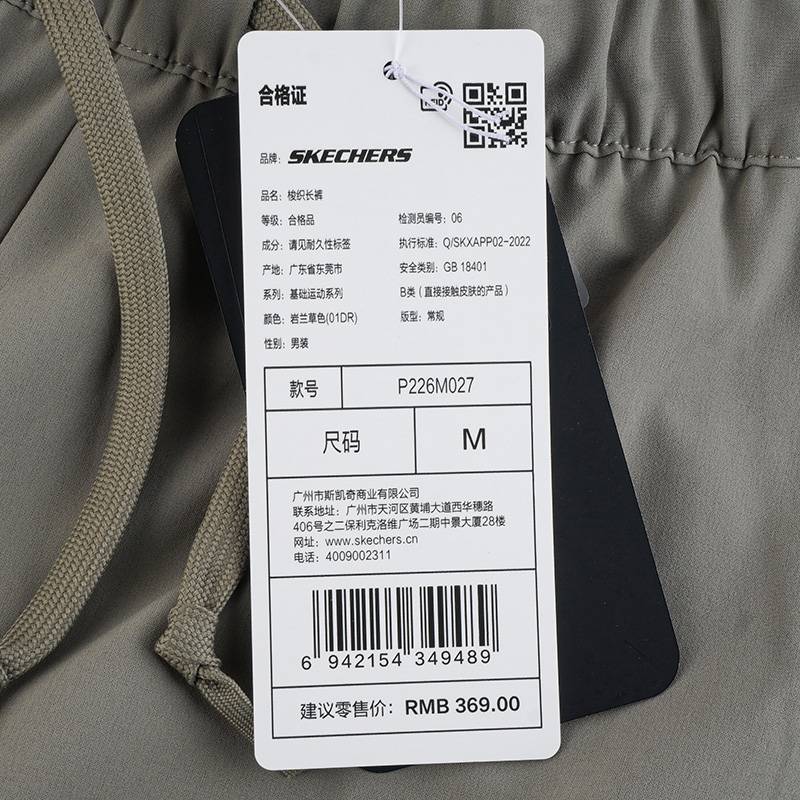 合格证
RFID
品牌: SKECHERS
品名: 梭织长裤
等级: 合格品 检测员编号: 06
成分: 请见耐久性标签 执行标准: Q/SKXAPP02-2022
产地: 广东省东莞市 安全类别: GB 18401
系列: 基础运动系列 B类 (直接接触皮肤的产品)
颜色: 岩兰草色(01DR) 版型: 常规
性别: 男装
款号 P226M027
尺码 M
广州市斯凯奇商业有限公司
联系地址: 广州市天河区黄埔大道西华穗路
406号之二保利克洛维广场二期中景大厦28楼
网址: www.skechers.cn
电话: 4009002311
6 942154 349489
建议零售价: RMB 369.00